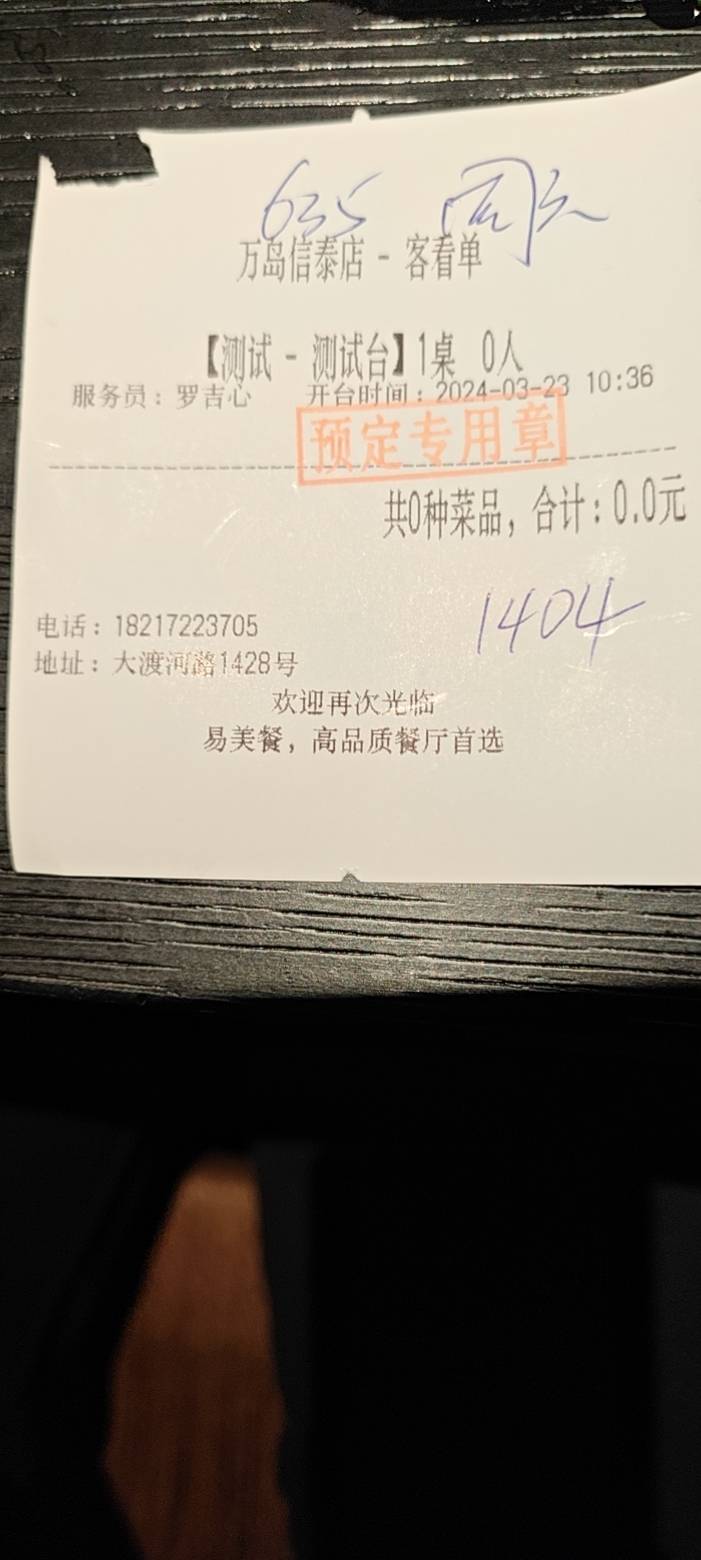 635
万岛信泰店 - 客看单
【测试 - 测试台】1桌 0人
服务员：罗吉心 开台时间：2024-03-23 10:36
预定专用章
共0种菜品，合计：0.0元
1404
电话：18217223705
地址：大渡河路1428号
欢迎再次光临
易美餐，高品质餐厅首选